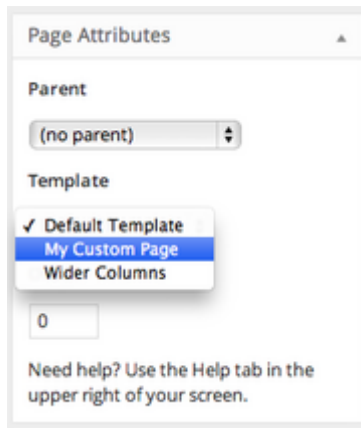 Page Attributes
Parent
(no parent)
Template
✓ Default Template
My Custom Page
Wider Columns
0
Need help? Use the Help tab in the
upper right of your screen.